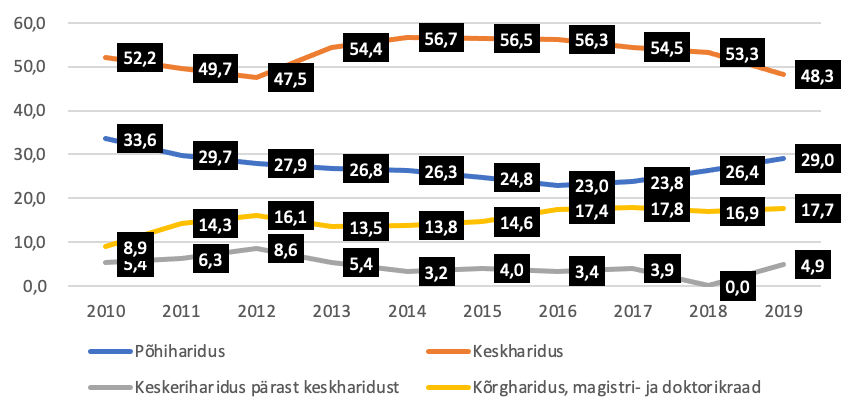 60,0
50,0
40,0
30,0
20,0
10,0
0,0
52,2 49,7 47,5 54,4 56,7 56,5 56,3 54,5 53,3 48,3
33,6 29,7 27,9 26,8 26,3 24,8 23,0 23,8 26,4 29,0
8,9 14,3 16,1 13,5 13,8 14,6 17,4 17,8 16,9 17,7
5,4 6,3 8,6 5,4 3,2 4,0 3,4 3,9 0,0 4,9
2010 2011 2012 2013 2014 2015 2016 2017 2018 2019
Põhiharidus Keskharidus
Keskeriharidus pärast keskharidust Kõrgharidus, magistri- ja doktorikraad